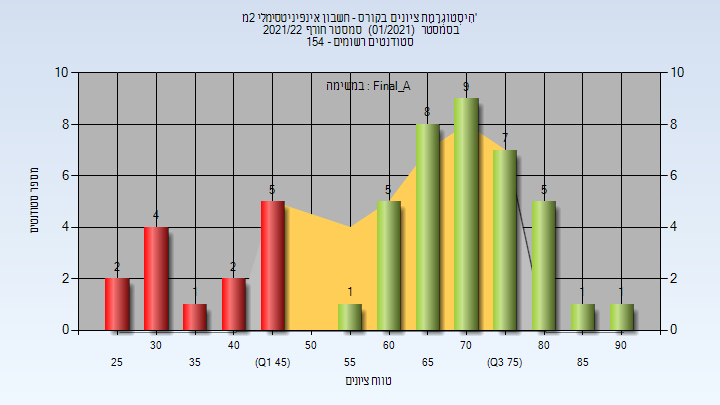 היסטוגרמת ציונים בקורס - חשבון אינפיניטסימלי 2מ'
בסמסטר (01/2021) סמסטר חורף 2021/22
סטודנטים רשומים - 154
במשימה : Final_A
מספר סטודנטים
10 10
8 8
6 6
4 4
2 2
0 0
2 4 1 2 5 1 5 8 9 7 5 1 1
30 40 50 60 70 80 90
25 35 (Q1 45) 55 65 (Q3 75) 85
טווח ציונים